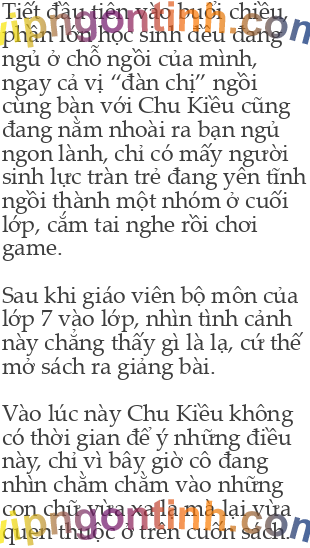 Tiết đầu tiên vào buổi chiều,
phần lớn học sinh đều đang
ngủ ở chỗ ngồi của mình,
ngay cả vị “đàn chị” ngồi
cùng bàn với Chu Kiều cũng
đang nằm nhoài ra bạn ngủ
ngon lành, chỉ có mấy người
sinh lực tràn trẻ đang yên tĩnh
ngồi thành một nhóm ở cuối
lớp, cắm tai nghe rồi chơi
game.
Sau khi giáo viên bộ môn của
lớp 7 vào lớp, nhìn tình cảnh
này chẳng thấy gì là lạ, cứ thế
mở sách ra giảng bài.
Vào lúc này Chu Kiều không
có thời gian để ý những điều
này, chỉ vì bây giờ cô đang
nhìn chằm chằm vào những
con chữ vừa xa lạ mà lại vừa
quen thuộc ở trên cuốn sách.
vipngontinh.com
vipngontinh.com